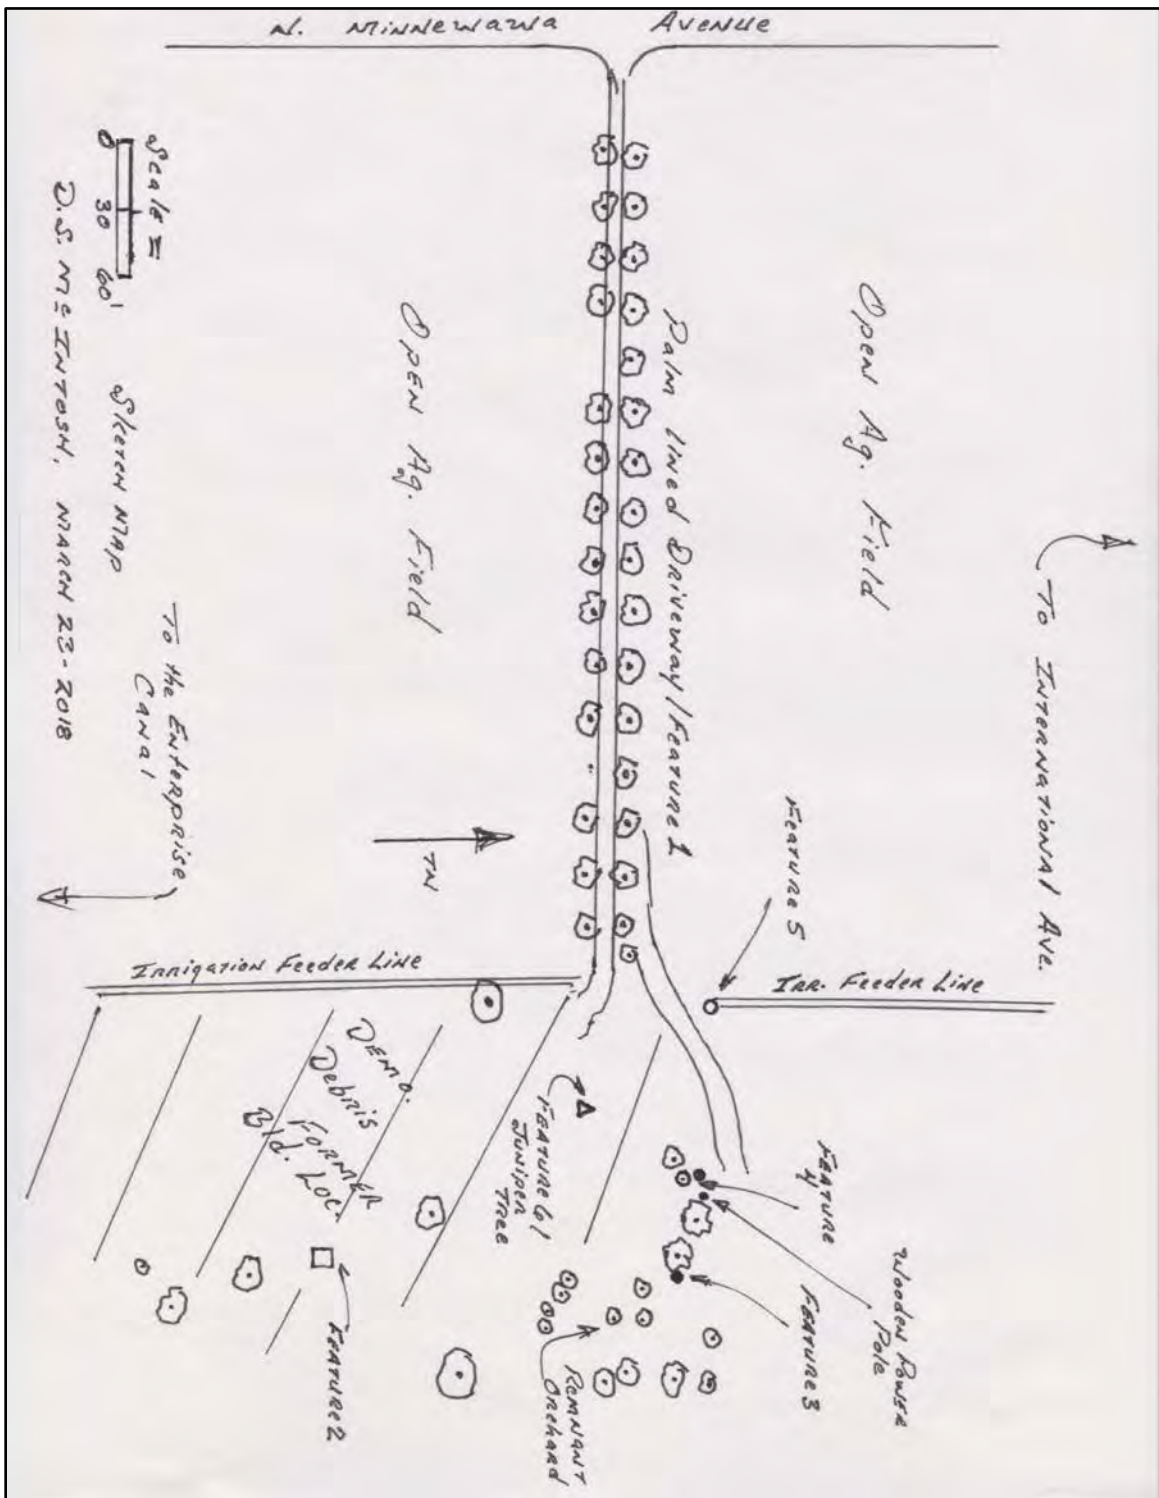 N. MINNEWAWA AVENUE
Scale =
0 30 60'
D.S. McINTOSH, MARCH 23-2018
Sketch MAP
OPEN Ag. Field
Open Ag. Field
Palm lined Driveway/Feature 1
To INTERNATIONAL Ave.
To the Enterprise
CANAL
TN
Feature 5
Irrigation Feeder Line
Irr. Feeder Line
DEMO.
Debris
FORMER
Bld. Loc.
FEATURE 6/
Juniper
Tree
FEATURE
4
Wooden Power
Pole
FEATURE 3
FEATURE 2
REMNANT
Orchard